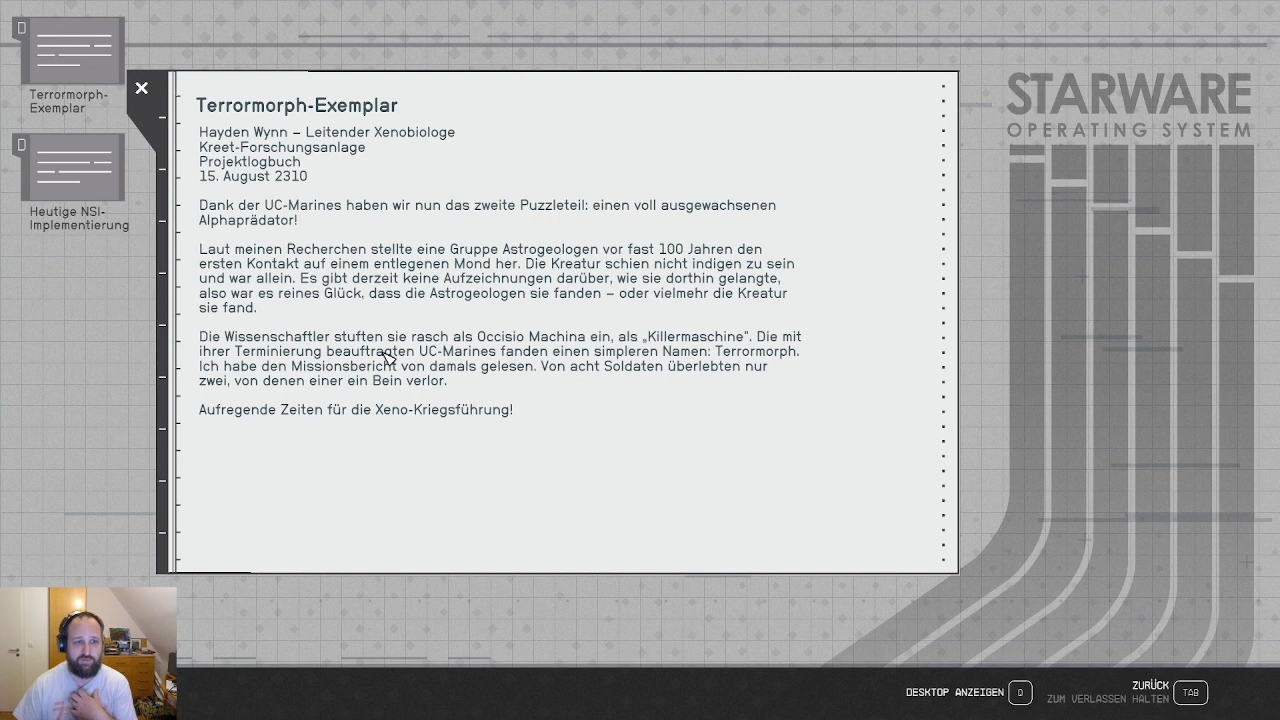 D
Terrormorph-
Exemplar
D
Heutige NSI-
Implementierung
Terrormorph-Exemplar
Hayden Wynn – Leitender Xenobiologe
Kreet-Forschungsanlage
Projektlogbuch
15. August 2310
Dank der UC-Marines haben wir nun das zweite Puzzleteil: einen voll ausgewachsenen
Alphaprädator!
Laut meinen Recherchen stellte eine Gruppe Astrogeologen vor fast 100 Jahren den
ersten Kontakt auf einem entlegenen Mond her. Die Kreatur schien nicht indigen zu sein
und war allein. Es gibt derzeit keine Aufzeichnungen darüber, wie sie dorthin gelangte,
also war es reines Glück, dass die Astrogeologen sie fanden – oder vielmehr die Kreatur
sie fand.
Die Wissenschaftler stuften sie rasch als Occisio Machina ein, als „Killermaschine". Die mit
ihrer Terminierung beauftragten UC-Marines fanden einen simpleren Namen: Terrormorph.
Ich habe den Missionsbericht von damals gelesen. Von acht Soldaten überlebten nur
zwei, von denen einer ein Bein verlor.
Aufregende Zeiten für die Xeno-Kriegsführung!
STARWARE
OPERATING SYSTEM
DESKTOP ANZEIGEN D
ZURÜCK
ZUM VERLASSEN HALTEN TAB